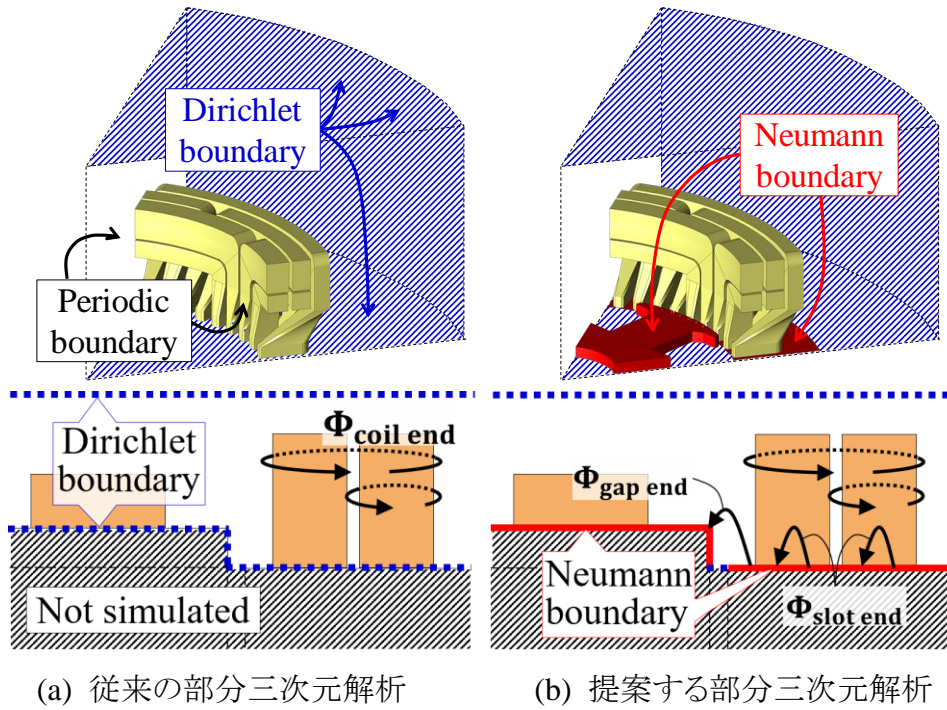 Dirichlet
boundary
Periodic
boundary
Neumann
boundary
Dirichlet
boundary
Φcoil end
Not simulated
Φgap end
Neumann
boundary
Φslot end
(a) 従来の部分三次元解析
(b) 提案する部分三次元解析